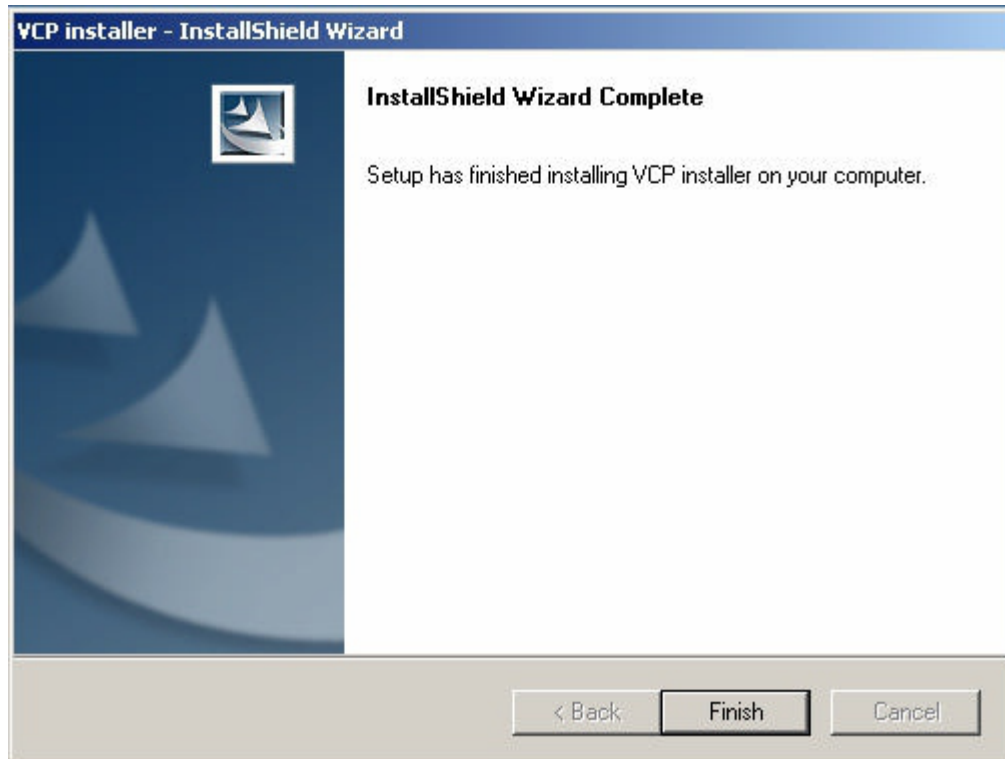 VCP installer - InstallShield Wizard
InstallShield Wizard Complete
Setup has finished installing VCP installer on your computer.
< Back
Finish
Cancel